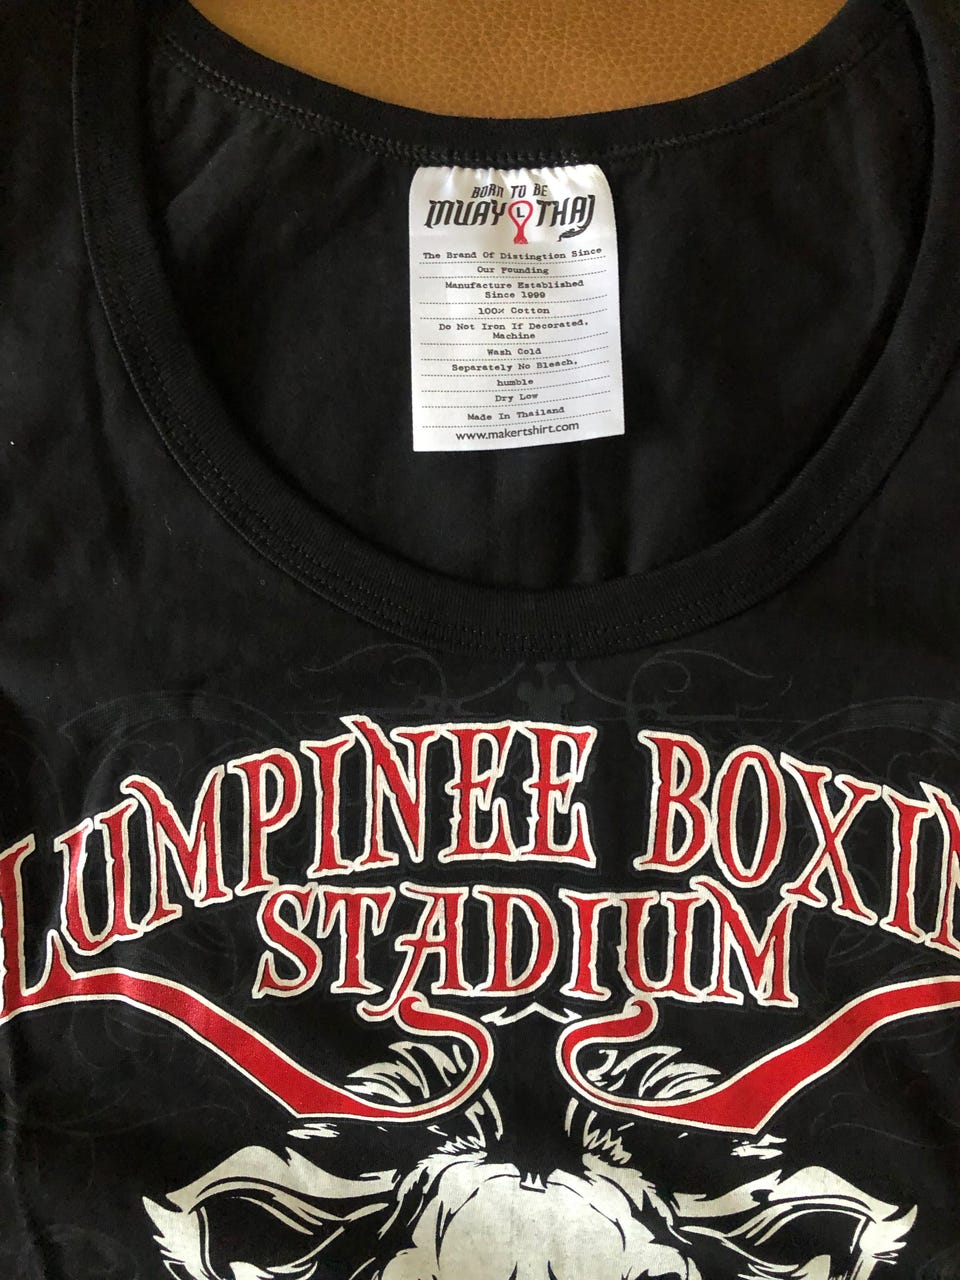 BORN TO BE
MUAY L THAI
The Brand Of Distingtion Since
Our Founding
Manufacture Established
Since 1999
100% Cotton
Do Not Iron If Decorated.
Machine
Wash Cold
Separately No Bleach,
humble
Dry Low
Made In Thailand
www.makertshirt.com
LUMPINEE BOXIN
STADIUM